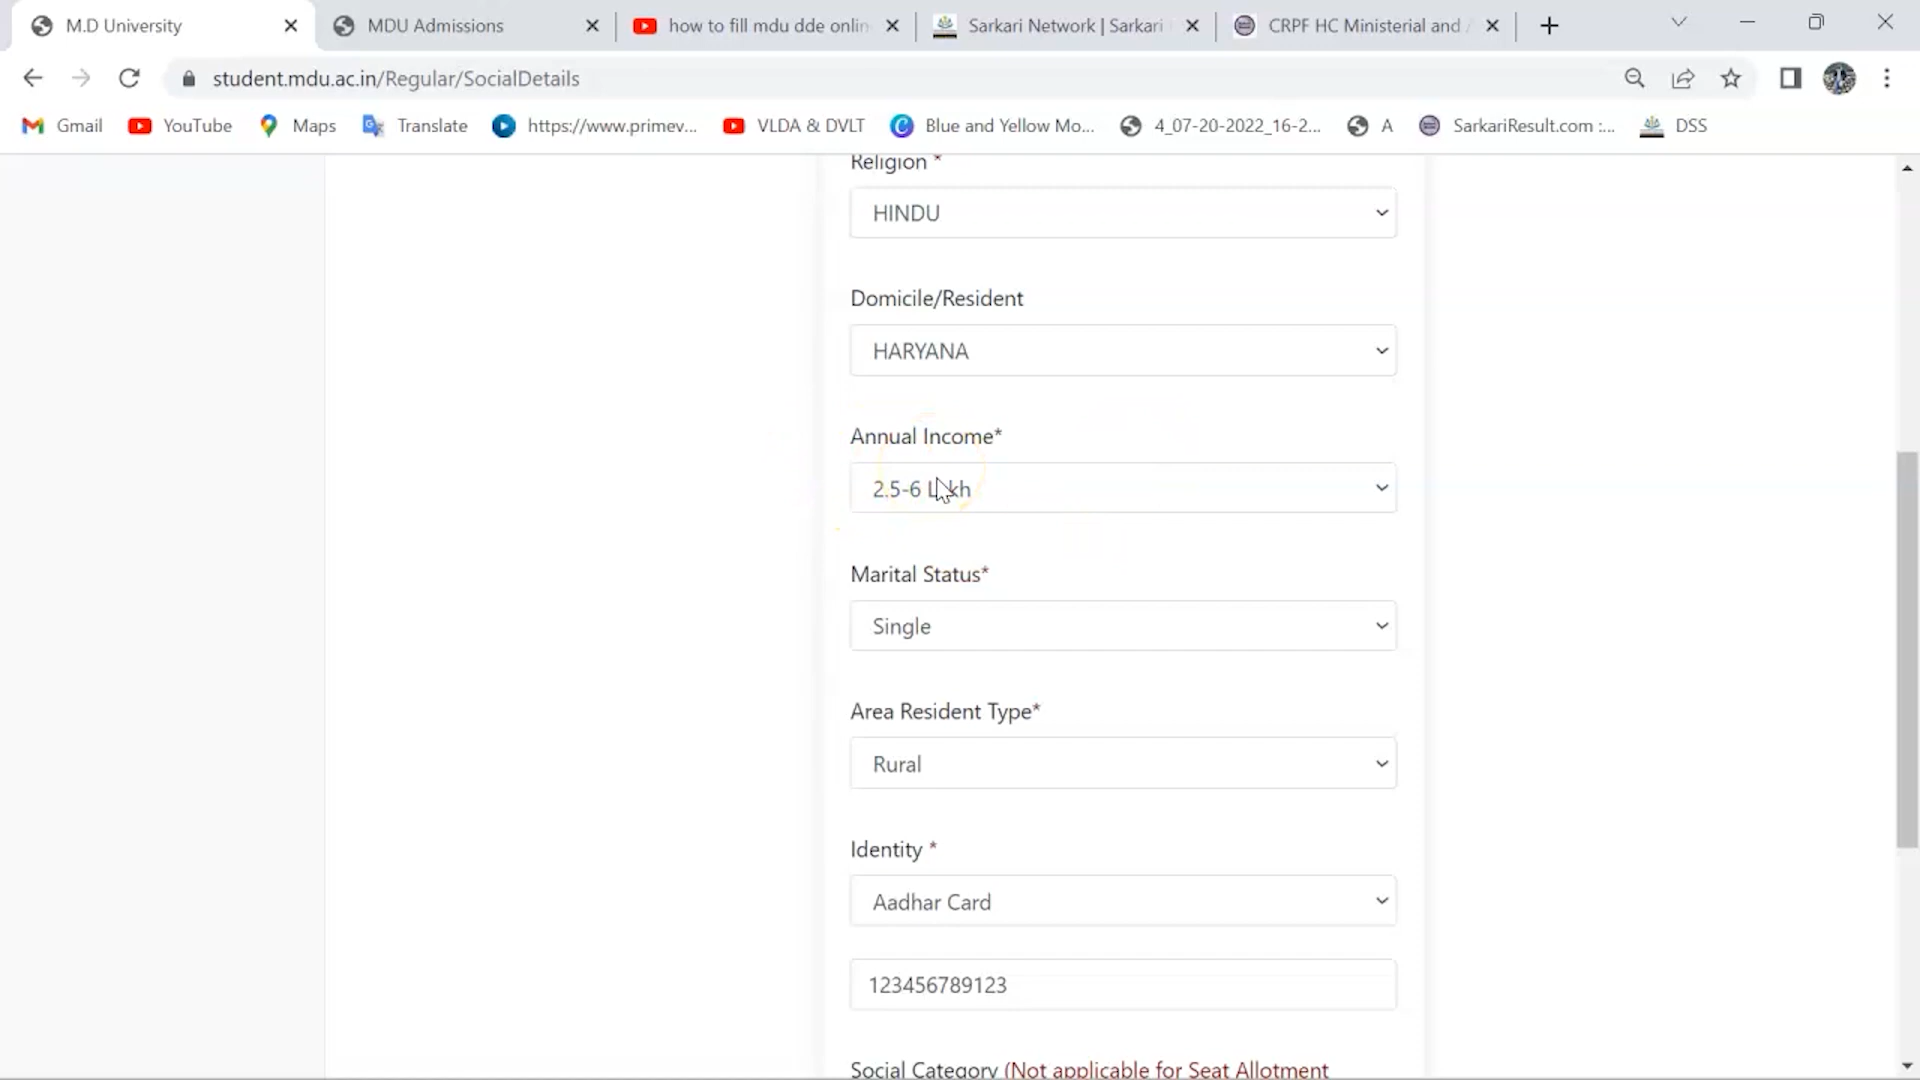 M.D University
MDU Admissions
how to fill mdu dde onlin
Sarkari Network | Sarkari
CRPF HC Ministerial and
student.mdu.ac.in/Regular/SocialDetails
Gmail
YouTube
Maps
Translate
https://www.primev...
VLDA & DVLT
Blue and Yellow Mo...
4_07-20-2022_16-2...
A
SarkariResult.com :...
DSS
Religion *
HINDU
Domicile/Resident
HARYANA
Annual Income*
2.5-6 Lakh
Marital Status*
Single
Area Resident Type*
Rural
Identity *
Aadhar Card
123456789123
Social Category (Not applicable for Seat Allotment